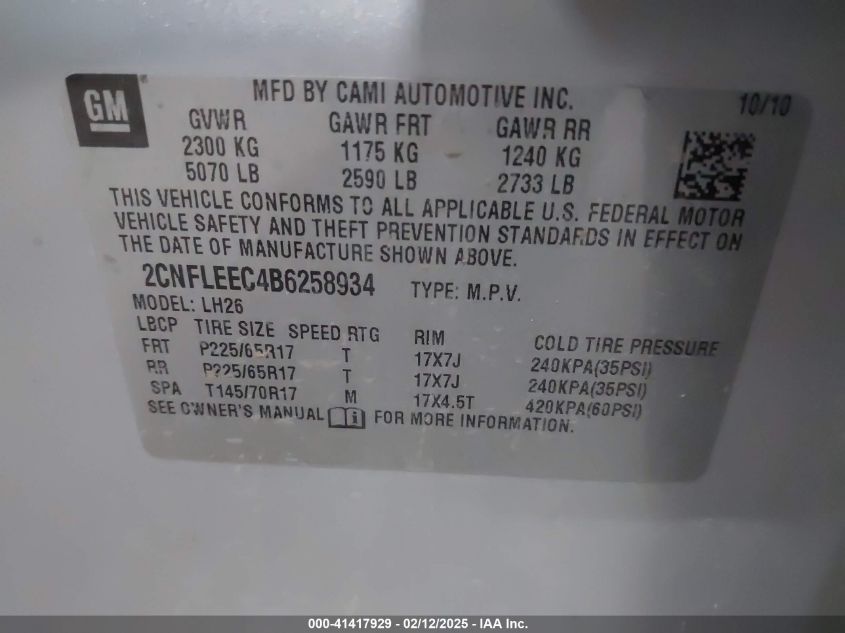 GM
MFD BY CAMI AUTOMOTIVE INC. 10/10
GVWR GAWR FRT GAWR RR
2300 KG 1175 KG 1240 KG
5070 LB 2590 LB 2733 LB
THIS VEHICLE CONFORMS TO ALL APPLICABLE U.S. FEDERAL MOTOR
VEHICLE SAFETY AND THEFT PREVENTION STANDARDS IN EFFECT ON
THE DATE OF MANUFACTURE SHOWN ABOVE.
2CNFLEEC4B6258934 TYPE: M.P.V.
MODEL: LH26
LBCP TIRE SIZE SPEED RTG RIM COLD TIRE PRESSURE
FRT P225/65R17 T 17X7J 240KPA(35PSI)
RR P225/65R17 T 17X7J 240KPA(35PSI)
SPA T145/70R17 M 17X4.5T 420KPA(60PSI)
SEE OWNER'S MANUAL i FOR MORE INFORMATION.
000-41417929 - 02/12/2025 - IAA Inc.